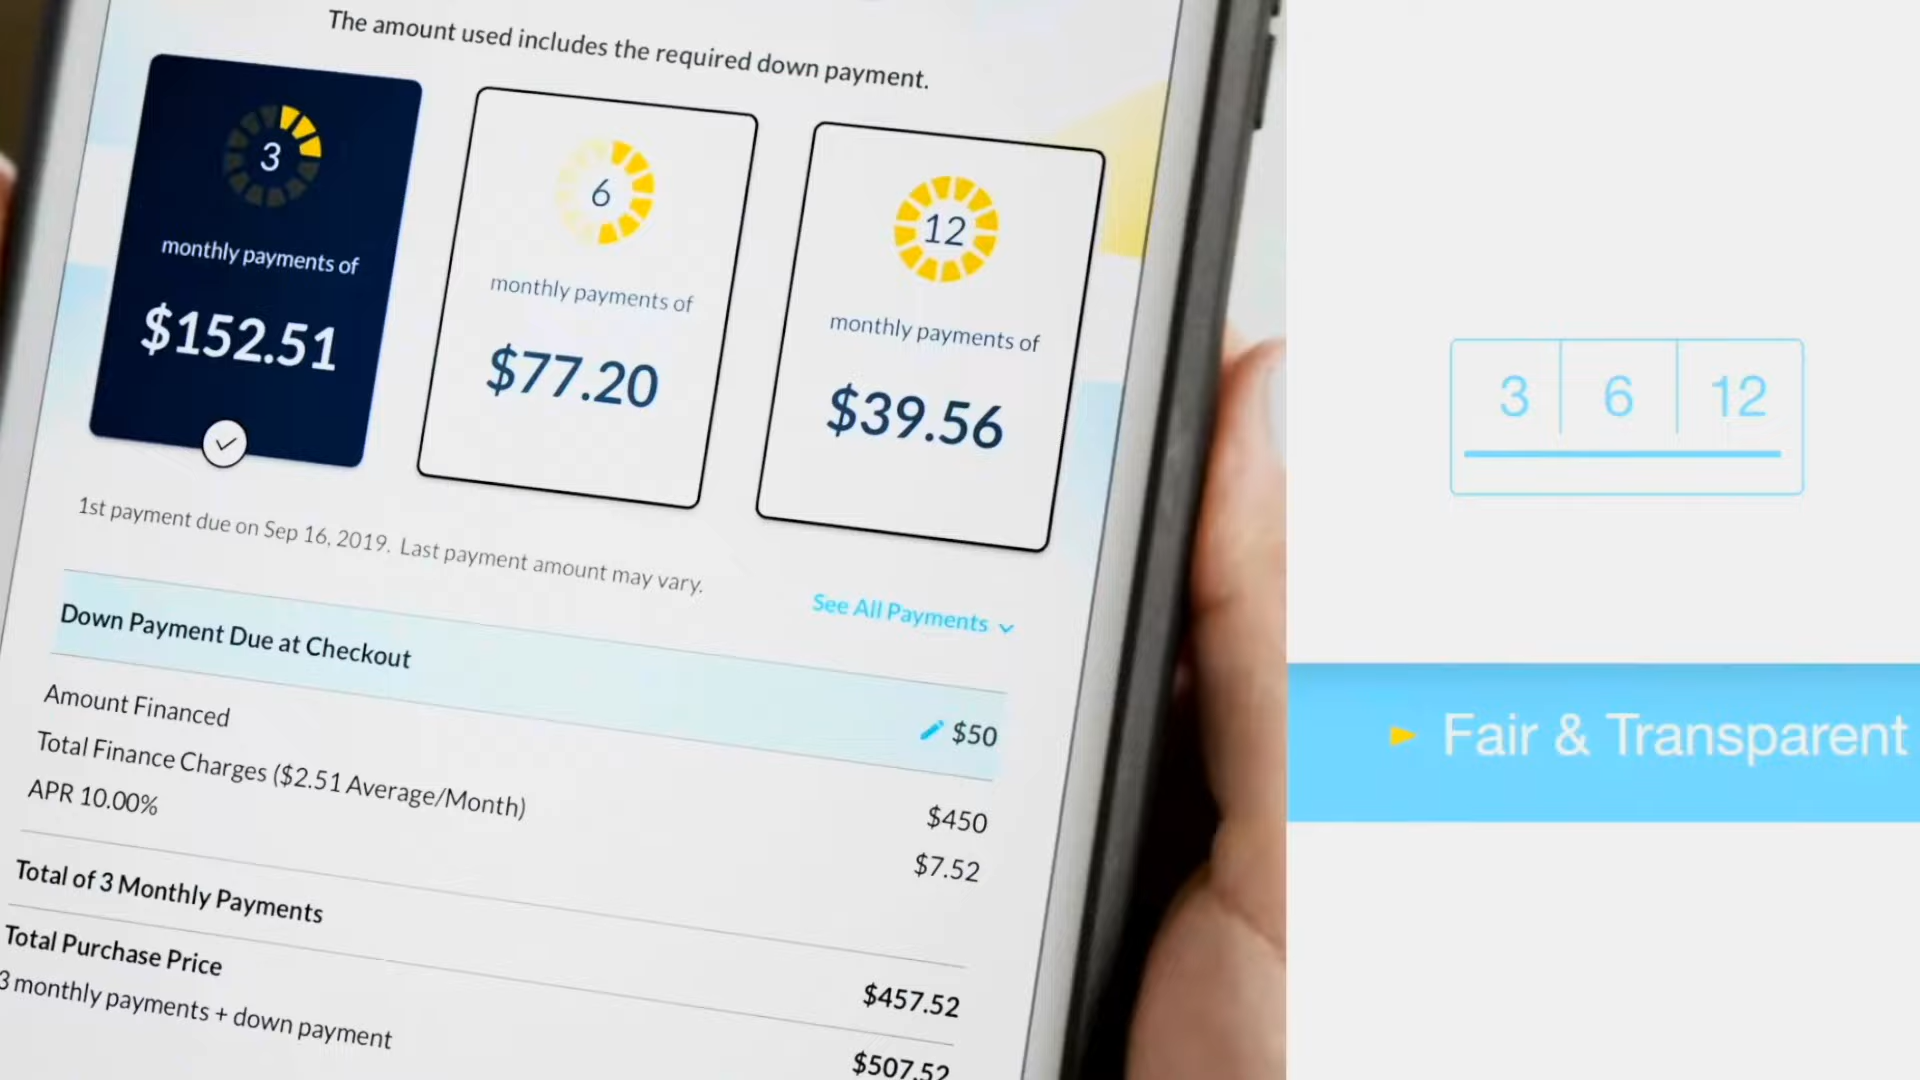 The amount used includes the required down payment.
3
monthly payments of
$152.51
6
monthly payments of
$77.20
12
monthly payments of
$39.56
1st payment due on Sep 16, 2019. Last payment amount may vary.
See All Payments
Down Payment Due at Checkout
$50
Amount Financed
$450
Total Finance Charges ($2.51 Average/Month)
$7.52
APR 10.00%
Total of 3 Monthly Payments
$457.52
Total Purchase Price
$507.52
3 monthly payments + down payment
3 6 12
Fair & Transparent